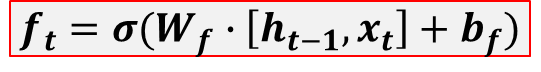 f_t = σ(W_f · [h_{t−1}, x_t] + b_f)